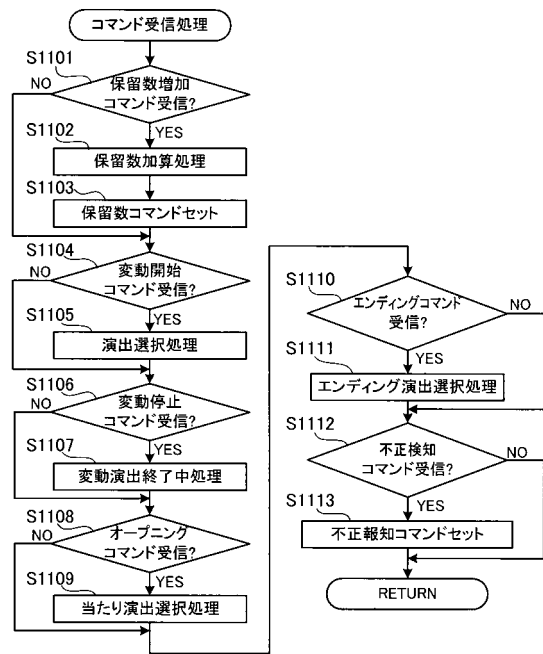 コマンド受信処理
S1101
NO
保留数増加
コマンド受信?
YES
S1102
保留数加算処理
S1103
保留数コマンドセット
S1104
NO
変動開始
コマンド受信?
YES
S1105
演出選択処理
S1106
NO
変動停止
コマンド受信?
YES
S1107
変動演出終了中処理
S1108
NO
オープニング
コマンド受信?
YES
S1109
当たり演出選択処理
S1110
エンディングコマンド
受信?
NO
YES
S1111
エンディング演出選択処理
S1112
不正検知
コマンド受信?
NO
YES
S1113
不正報知コマンドセット
RETURN